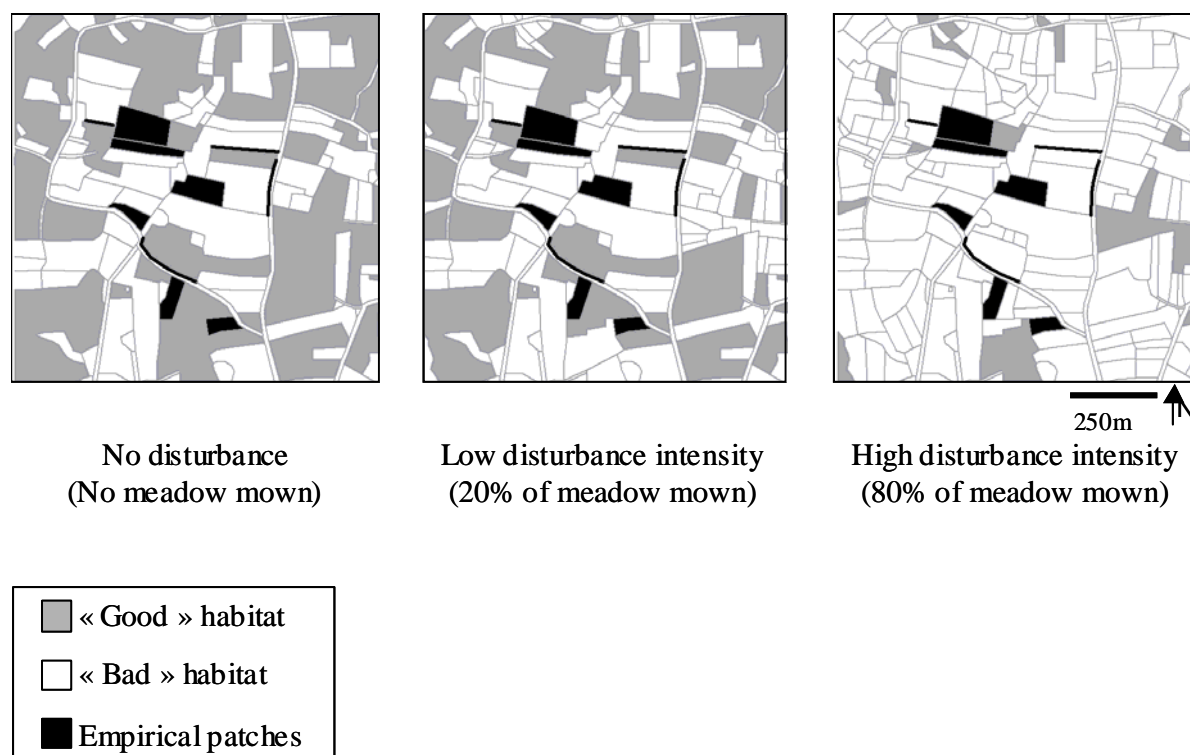 250m
No disturbance
(No meadow mown)
Low disturbance intensity
(20% of meadow mown)
High disturbance intensity
(80% of meadow mown)
« Good » habitat
« Bad » habitat
Empirical patches